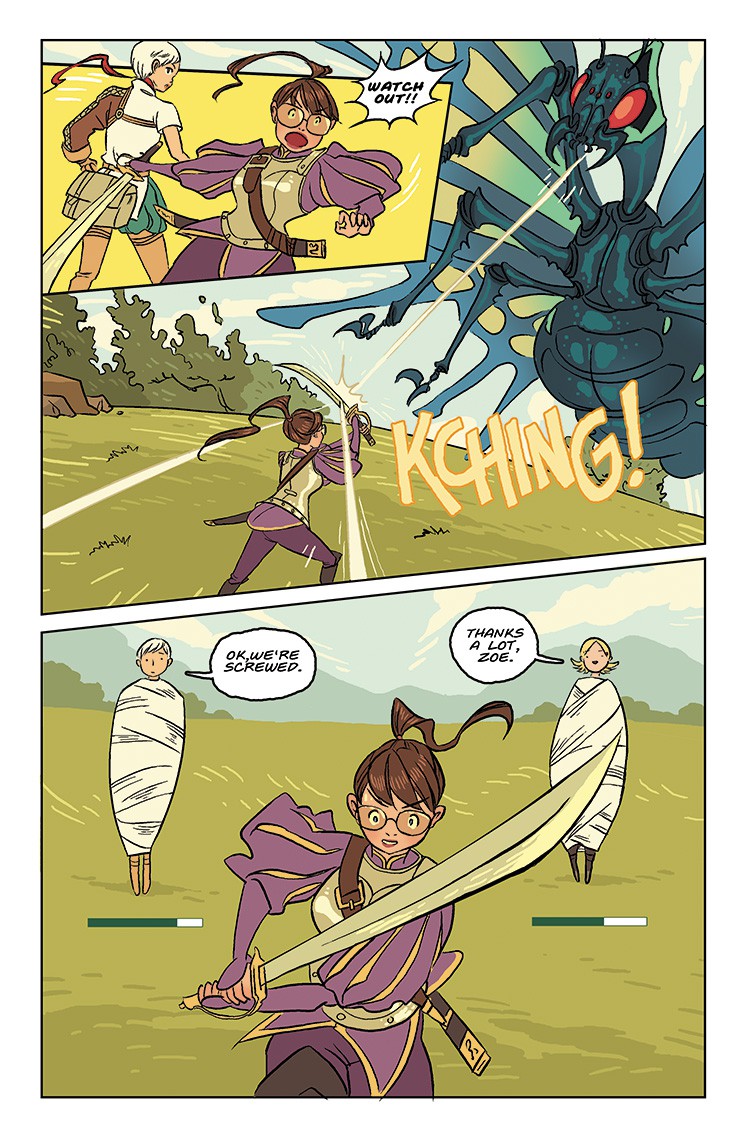 WATCH
OUT!!
KCHING!
OK, WE'RE
SCREWED.
THANKS
A LOT,
ZOE.